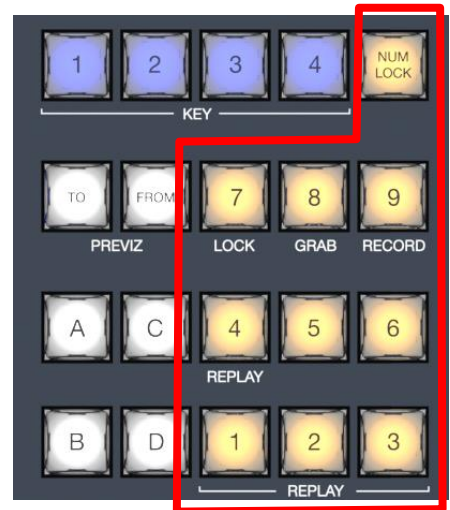 1 2 3 4 NUM LOCK
KEY
TO FROM 7 8 9
PREVIZ LOCK GRAB RECORD
A C 4 5 6
REPLAY
B D 1 2 3
REPLAY